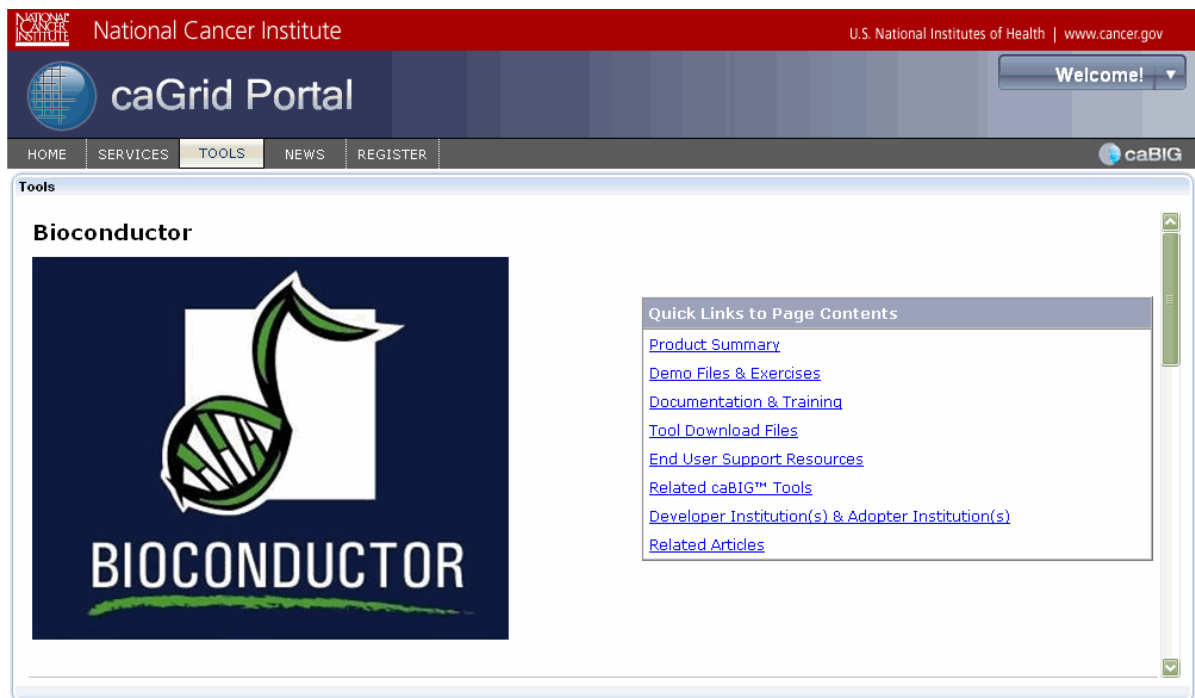 NATIONAL CANCER INSTITUTE
National Cancer Institute
U.S. National Institutes of Health | www.cancer.gov
caGrid Portal
Welcome!
HOME SERVICES TOOLS NEWS REGISTER
caBIG
Tools
Bioconductor
BIOCONDUCTOR
Quick Links to Page Contents
Product Summary
Demo Files & Exercises
Documentation & Training
Tool Download Files
End User Support Resources
Related caBIG™ Tools
Developer Institution(s) & Adopter Institution(s)
Related Articles